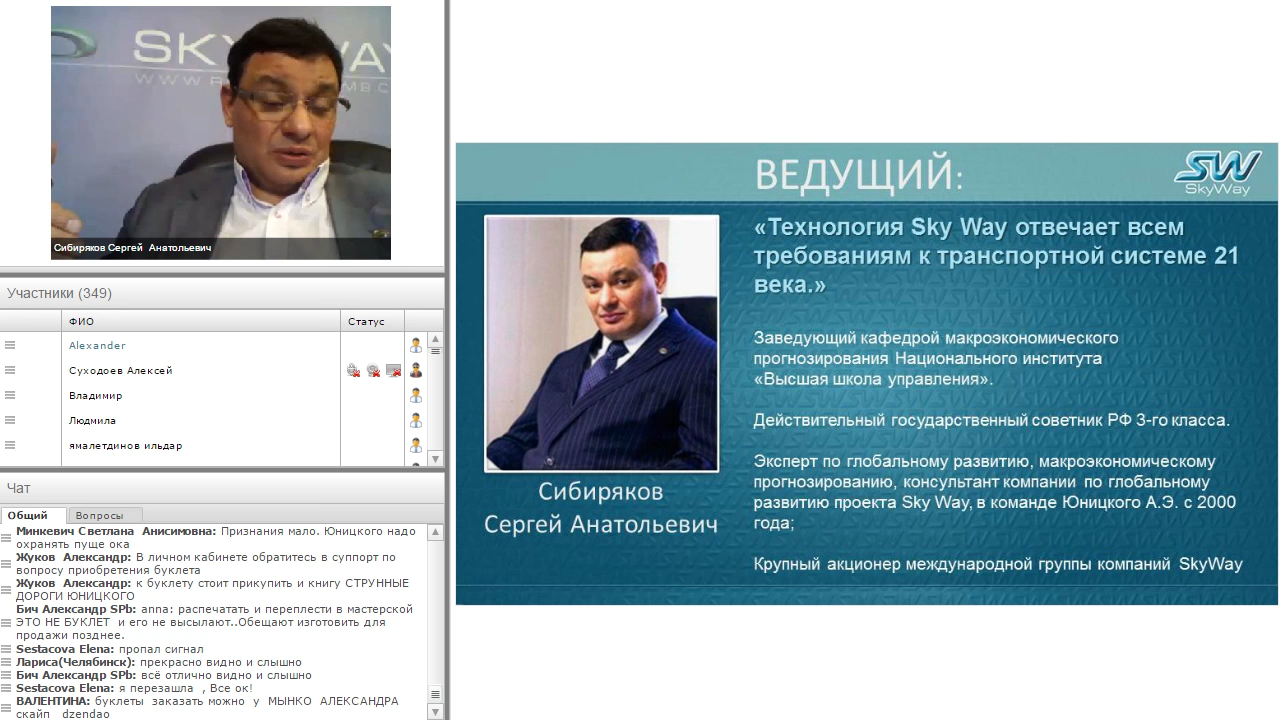 SKYWAY
Сибиряков Сергей Анатольевич
Участники (349)
ФИО
Статус
Alexander
Суходоев Алексей
Владимир
Людмила
ямалетдинов ильдар
Чат
Общий
Вопросы
Минкевич Светлана Анисимовна: Признания мало. Юницкого надо
охранять пуще ока
Жуков Александр: В личном кабинете обратитесь в суппорт по
вопросу приобретения буклета
Жуков Александр: к буклету стоит прикупить и книгу СТРУННЫЕ
ДОРОГИ ЮНИЦКОГО
Бич Александр SPb: anna: распечатать и переплести в мастерской
ЭТО НЕ БУКЛЕТ и его не высылают..Обещают изготовить для
продажи позднее.
Sestacova Elena: пропал сигнал
Лариса(Челябинск): прекрасно видно и слышно
Бич Александр SPb: всё отлично видно и слышно
Sestacova Elena: я перезашла , Все ок!
ВАЛЕНТИНА: буклеты заказать можно у МЫНКО АЛЕКСАНДРА
скайп dzendao
ВЕДУЩИЙ:
SW
SkyWay
«Технология Sky Way отвечает всем
требованиям к транспортной системе 21
века.»
Заведующий кафедрой макроэкономического
прогнозирования Национального института
«Высшая школа управления».
Действительный государственный советник РФ 3-го класса.
Эксперт по глобальному развитию, макроэкономическому
прогнозированию, консультант компании по глобальному
развитию проекта Sky Way, в команде Юницкого А.Э. с 2000
года;
Крупный акционер международной группы компаний SkyWay
Сибиряков
Сергей Анатольевич